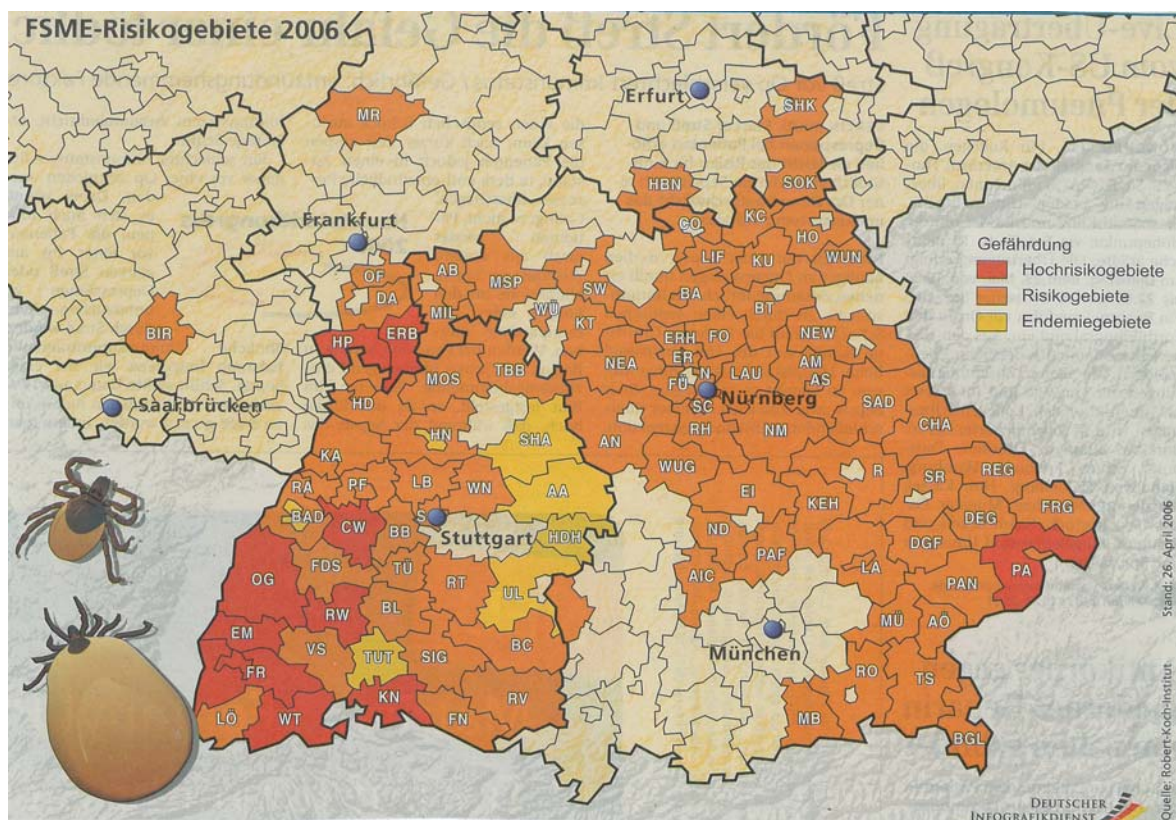 FSME-Risikogebiete 2006
Erfurt
SHK
MR
HBN
SOK
Frankfurt
CO
KC
HO
Gefährdung
Hochrisikogebiete
Risikogebiete
Endemiegebiete
OF
AB
MSP
SW
LIF
KU
WUN
DA
BA
BT
BIR
HP
ERB
MIL
WÜ
KT
ERH
FO
NEW
Saarbrücken
MOS
TBB
NEA
ER
FÜ
N
LAU
AM
AS
Nürnberg
HD
SC
SAD
HN
SHA
AN
RH
NM
CHA
KA
WUG
R
REG
RA
PF
LB
WN
AA
EI
KEH
SR
BAD
CW
BB
S
Stuttgart
HDH
ND
DEG
FRG
OG
FDS
TÜ
RT
UL
AIC
PAF
LA
DGF
PAN
PA
RW
BL
EM
VS
TUT
SIG
BC
München
MÜ
AÖ
FR
KN
RV
RO
TS
LÖ
WT
FN
MB
BGL
Stand: 26. April 2006
Quelle: Robert-Koch-Institut
DEUTSCHER
INFOGRAFIKDIENST